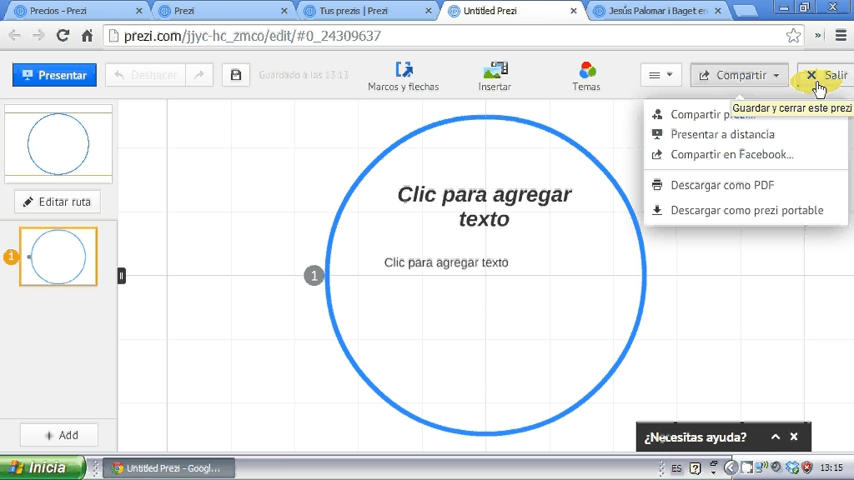 Precios - Prezi
Prezi
Tus prezis | Prezi
Untitled Prezi
Jesús Palomar i Baget en
prezi.com/jjyc-hc_zmco/edit/#0_24309637
Presentar
Deshacer
Guardado a las 13:13
Marcos y flechas
Insertar
Temas
Compartir
Salir
Guardar y cerrar este prezi
Compartir prezi...
Presentar a distancia
Compartir en Facebook...
Descargar como PDF
Descargar como prezi portable
Editar ruta
1
Clic para agregar
texto
Clic para agregar texto
1
Add
¿Necesitas ayuda?
Inicio
Untitled Prezi - Googl...
ES
13:15